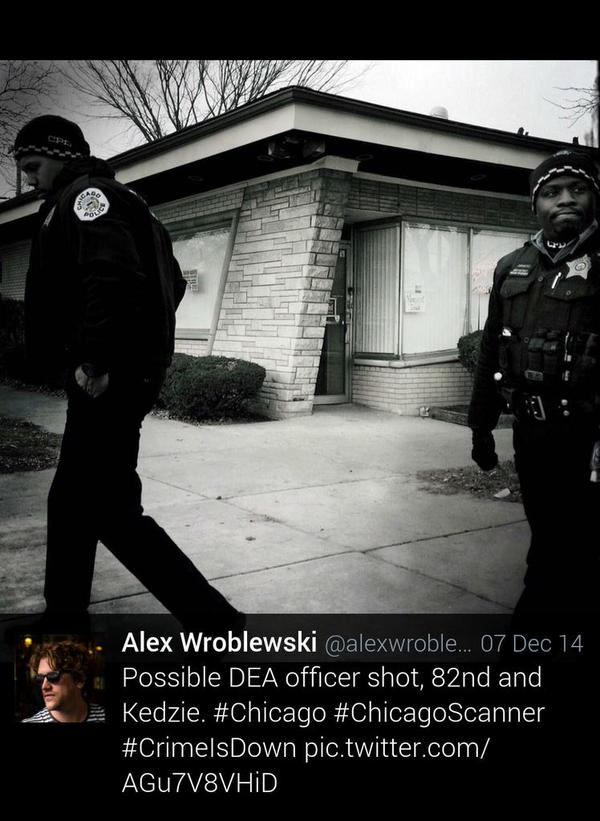 CPD
CHICAGO
POLICE
Alex Wroblewski @alexwroble... 07 Dec 14
Possible DEA officer shot, 82nd and
Kedzie. #Chicago #ChicagoScanner
#CrimeIsDown pic.twitter.com/
AGu7V8VHiD